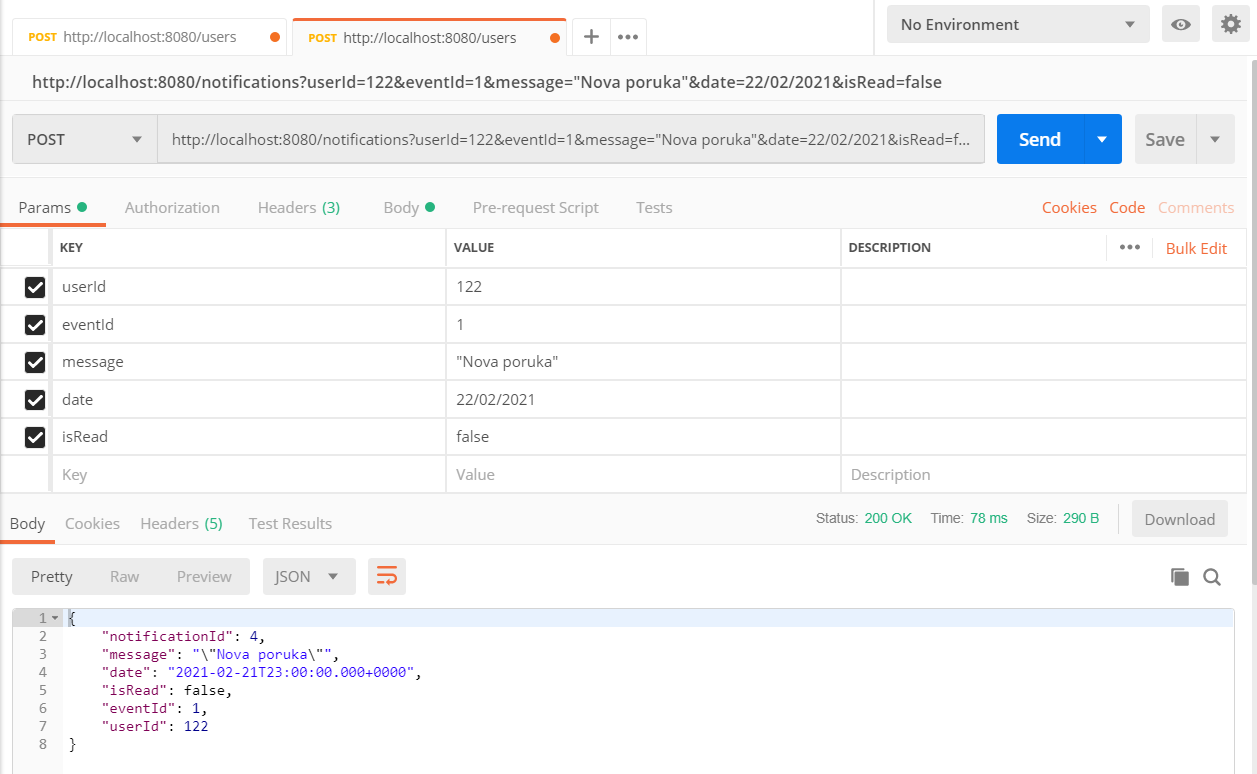 POST http://localhost:8080/users POST http://localhost:8080/users No Environment
http://localhost:8080/notifications?userId=122&eventId=1&message="Nova poruka"&date=22/02/2021&isRead=false
POST http://localhost:8080/notifications?userId=122&eventId=1&message="Nova poruka"&date=22/02/2021&isRead=f... Send Save
Params Authorization Headers (3) Body Pre-request Script Tests Cookies Code Comments
KEY VALUE DESCRIPTION ••• Bulk Edit
userId 122
eventId 1
message "Nova poruka"
date 22/02/2021
isRead false
Key Value Description
Body Cookies Headers (5) Test Results Status: 200 OK Time: 78 ms Size: 290 B Download
Pretty Raw Preview JSON
1 {
2 "notificationId": 4,
3 "message": "\"Nova poruka\"",
4 "date": "2021-02-21T23:00:00.000+0000",
5 "isRead": false,
6 "eventId": 1,
7 "userId": 122
8 }